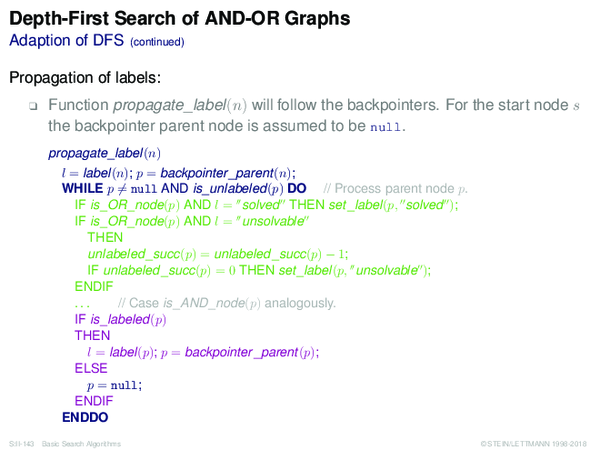 Depth-First Search of AND-OR Graphs
Adaption of DFS (continued)
Propagation of labels:
❑ Function propagate_label(n) will follow the backpointers. For the start node s
the backpointer parent node is assumed to be null.
propagate_label(n)
l = label(n); p = backpointer_parent(n);
WHILE p ≠ null AND is_unlabeled(p) DO // Process parent node p.
IF is_OR_node(p) AND l = "solved" THEN set_label(p,"solved");
IF is_OR_node(p) AND l = "unsolvable"
THEN
unlabeled_succ(p) = unlabeled_succ(p) − 1;
IF unlabeled_succ(p) = 0 THEN set_label(p,"unsolvable");
ENDIF
... // Case is_AND_node(p) analogously.
IF is_labeled(p)
THEN
l = label(p); p = backpointer_parent(p);
ELSE
p = null;
ENDIF
ENDDO
S:II-143 Basic Search Algorithms ©STEIN/LETTMANN 1998-2018